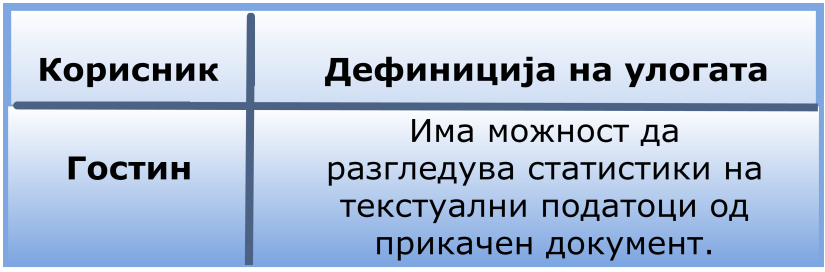 Корисник
Дефиниција на улогата
Гостин
Има можност да
разгледува статистики на
текстуални податоци од
прикачен документ.